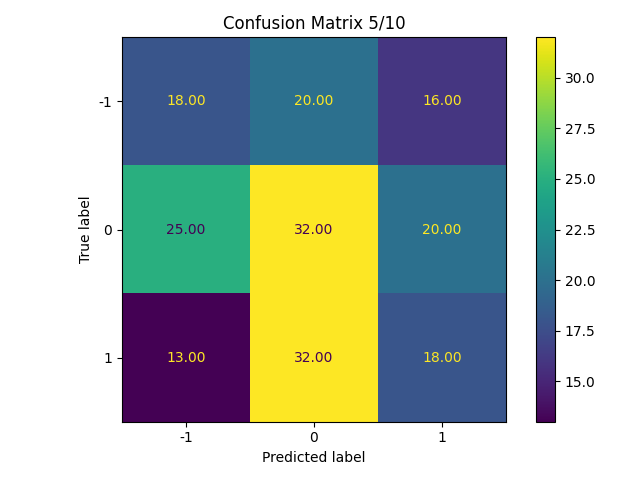 Confusion Matrix 5/10
-1 18.00 20.00 16.00
0 25.00 32.00 20.00
1 13.00 32.00 18.00
-1 0 1
Predicted label
True label
30.0
27.5
25.0
22.5
20.0
17.5
15.0